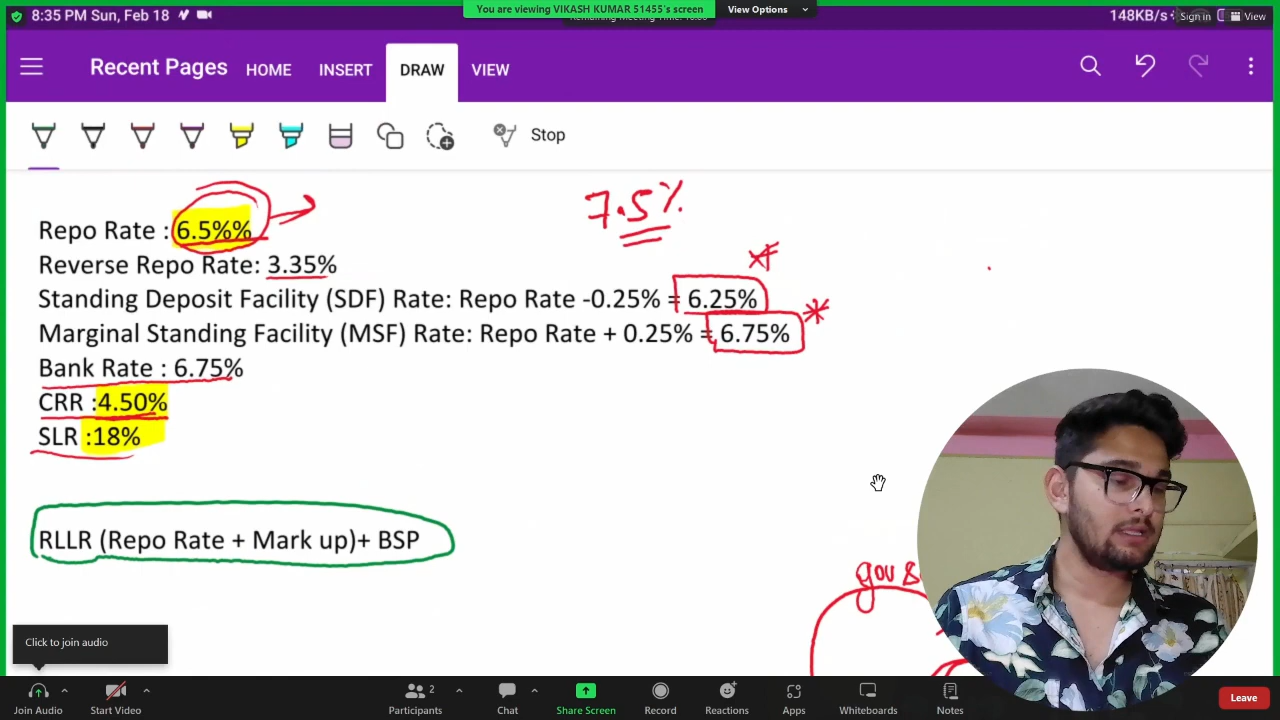 8:35 PM Sun, Feb 18
You are viewing VIKASH KUMAR 51455's screen
View Options
148KB/s
Sign in
View
Recent Pages
HOME
INSERT
DRAW
VIEW
Stop
7.5%
Repo Rate : 6.5%%
Reverse Repo Rate: 3.35%
Standing Deposit Facility (SDF) Rate: Repo Rate -0.25% = 6.25%
Marginal Standing Facility (MSF) Rate: Repo Rate + 0.25% = 6.75%
Bank Rate : 6.75%
CRR :4.50%
SLR :18%
RLLR (Repo Rate + Mark up)+ BSP
Click to join audio
Join Audio
Start Video
Participants
2
Chat
Share Screen
Record
Reactions
Apps
Whiteboards
Notes
Leave